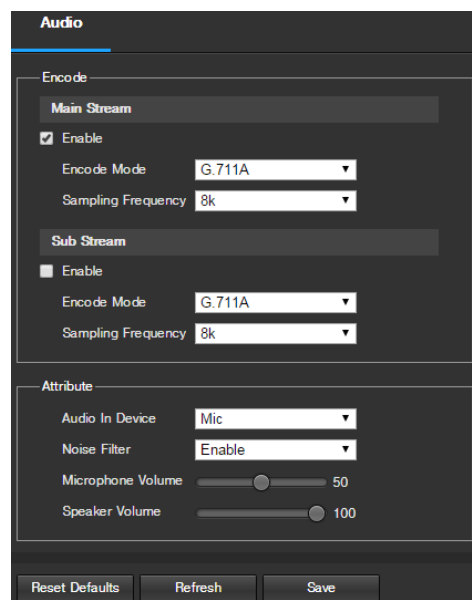 Audio
Encode
Main Stream
Enable
Encode Mode G.711A
Sampling Frequency 8k
Sub Stream
Enable
Encode Mode G.711A
Sampling Frequency 8k
Attribute
Audio In Device Mic
Noise Filter Enable
Microphone Volume 50
Speaker Volume 100
Reset Defaults Refresh Save